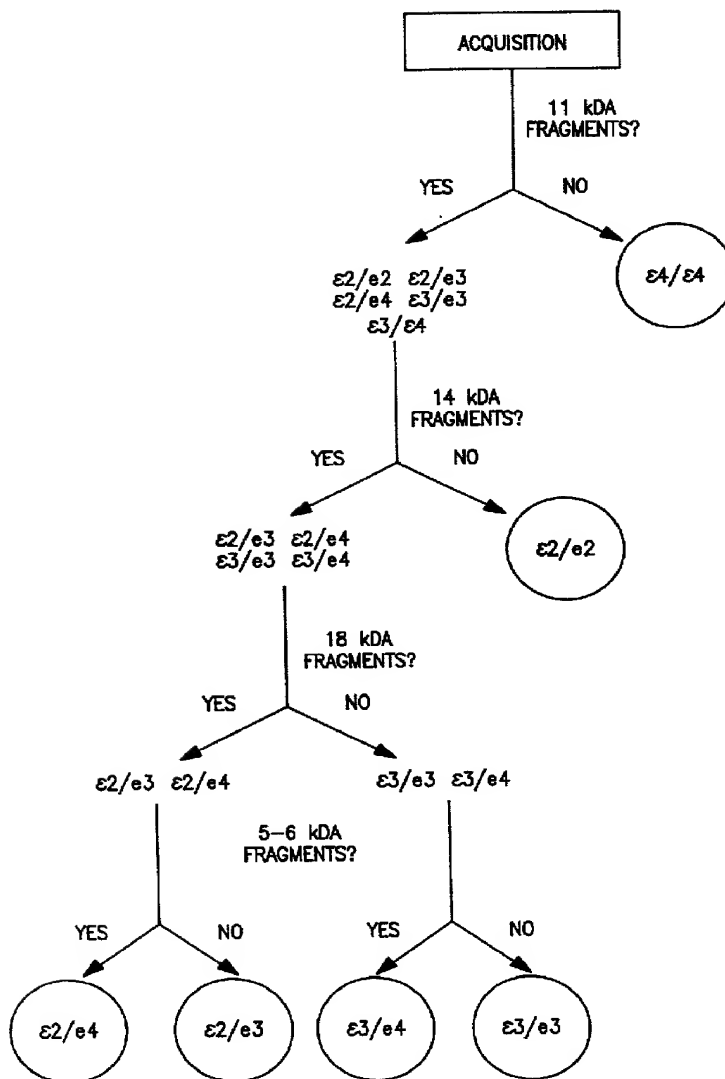 ACQUISITION
11 kDA
FRAGMENTS?
YES NO
ε4/ε4
ε2/e2 ε2/e3
ε2/e4 ε3/e3
ε3/ε4
14 kDA
FRAGMENTS?
YES NO
ε2/e2
ε2/e3 ε2/e4
ε3/e3 ε3/e4
18 kDA
FRAGMENTS?
YES NO
ε2/e3 ε2/e4
ε3/e3 ε3/e4
5-6 kDA
FRAGMENTS?
YES NO YES NO
ε2/e4 ε2/e3 ε3/e4 ε3/e3